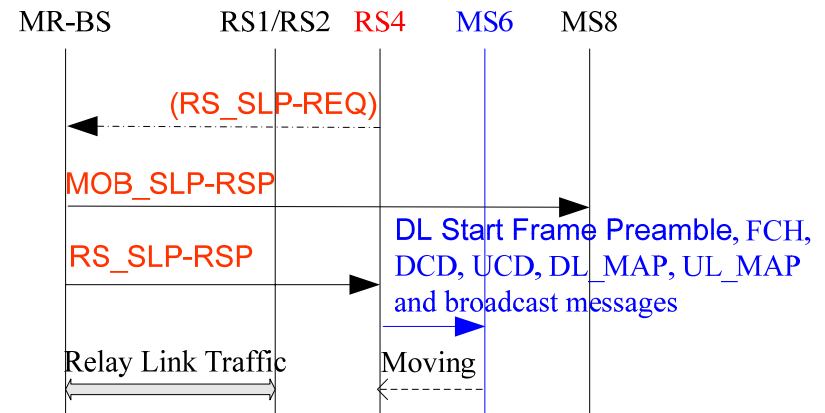 MR-BS RS1/RS2 RS4 MS6 MS8
(RS_SLP-REQ)
MOB_SLP-RSP
RS_SLP-RSP
DL Start Frame Preamble, FCH,
DCD, UCD, DL_MAP, UL_MAP
and broadcast messages
Relay Link Traffic
Moving